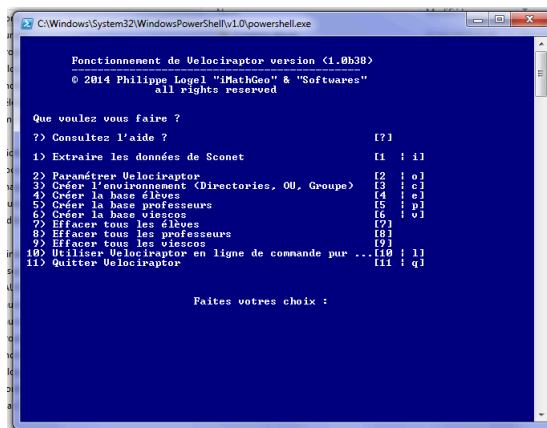 C:\Windows\System32\WindowsPowerShell\v1.0\powershell.exe
Fonctionnement de Velociraptor version (1.0b38)
© 2014 Philippe Logel "iMathGeo" & "Softwares"
all rights reserved
Que voulez vous faire ?
?) Consultez l'aide ? [?]
1) Extraire les données de Sconet [1 ¦ i]
2) Paramétrer Velociraptor [2 ¦ o]
3) Créer l'environnement (Directories, OU, Groupe) [3 ¦ c]
4) Créer la base élèves [4 ¦ e]
5) Créer la base professeurs [5 ¦ p]
6) Créer la base viescos [6 ¦ v]
7) Effacer tous les élèves [7]
8) Effacer tous les professeurs [8]
9) Effacer tous les viescos [9]
10) Utiliser Velociraptor en ligne de commande pur ...[10 ¦ l]
11) Quitter Velociraptor [11 ¦ q]
Faites votres choix :